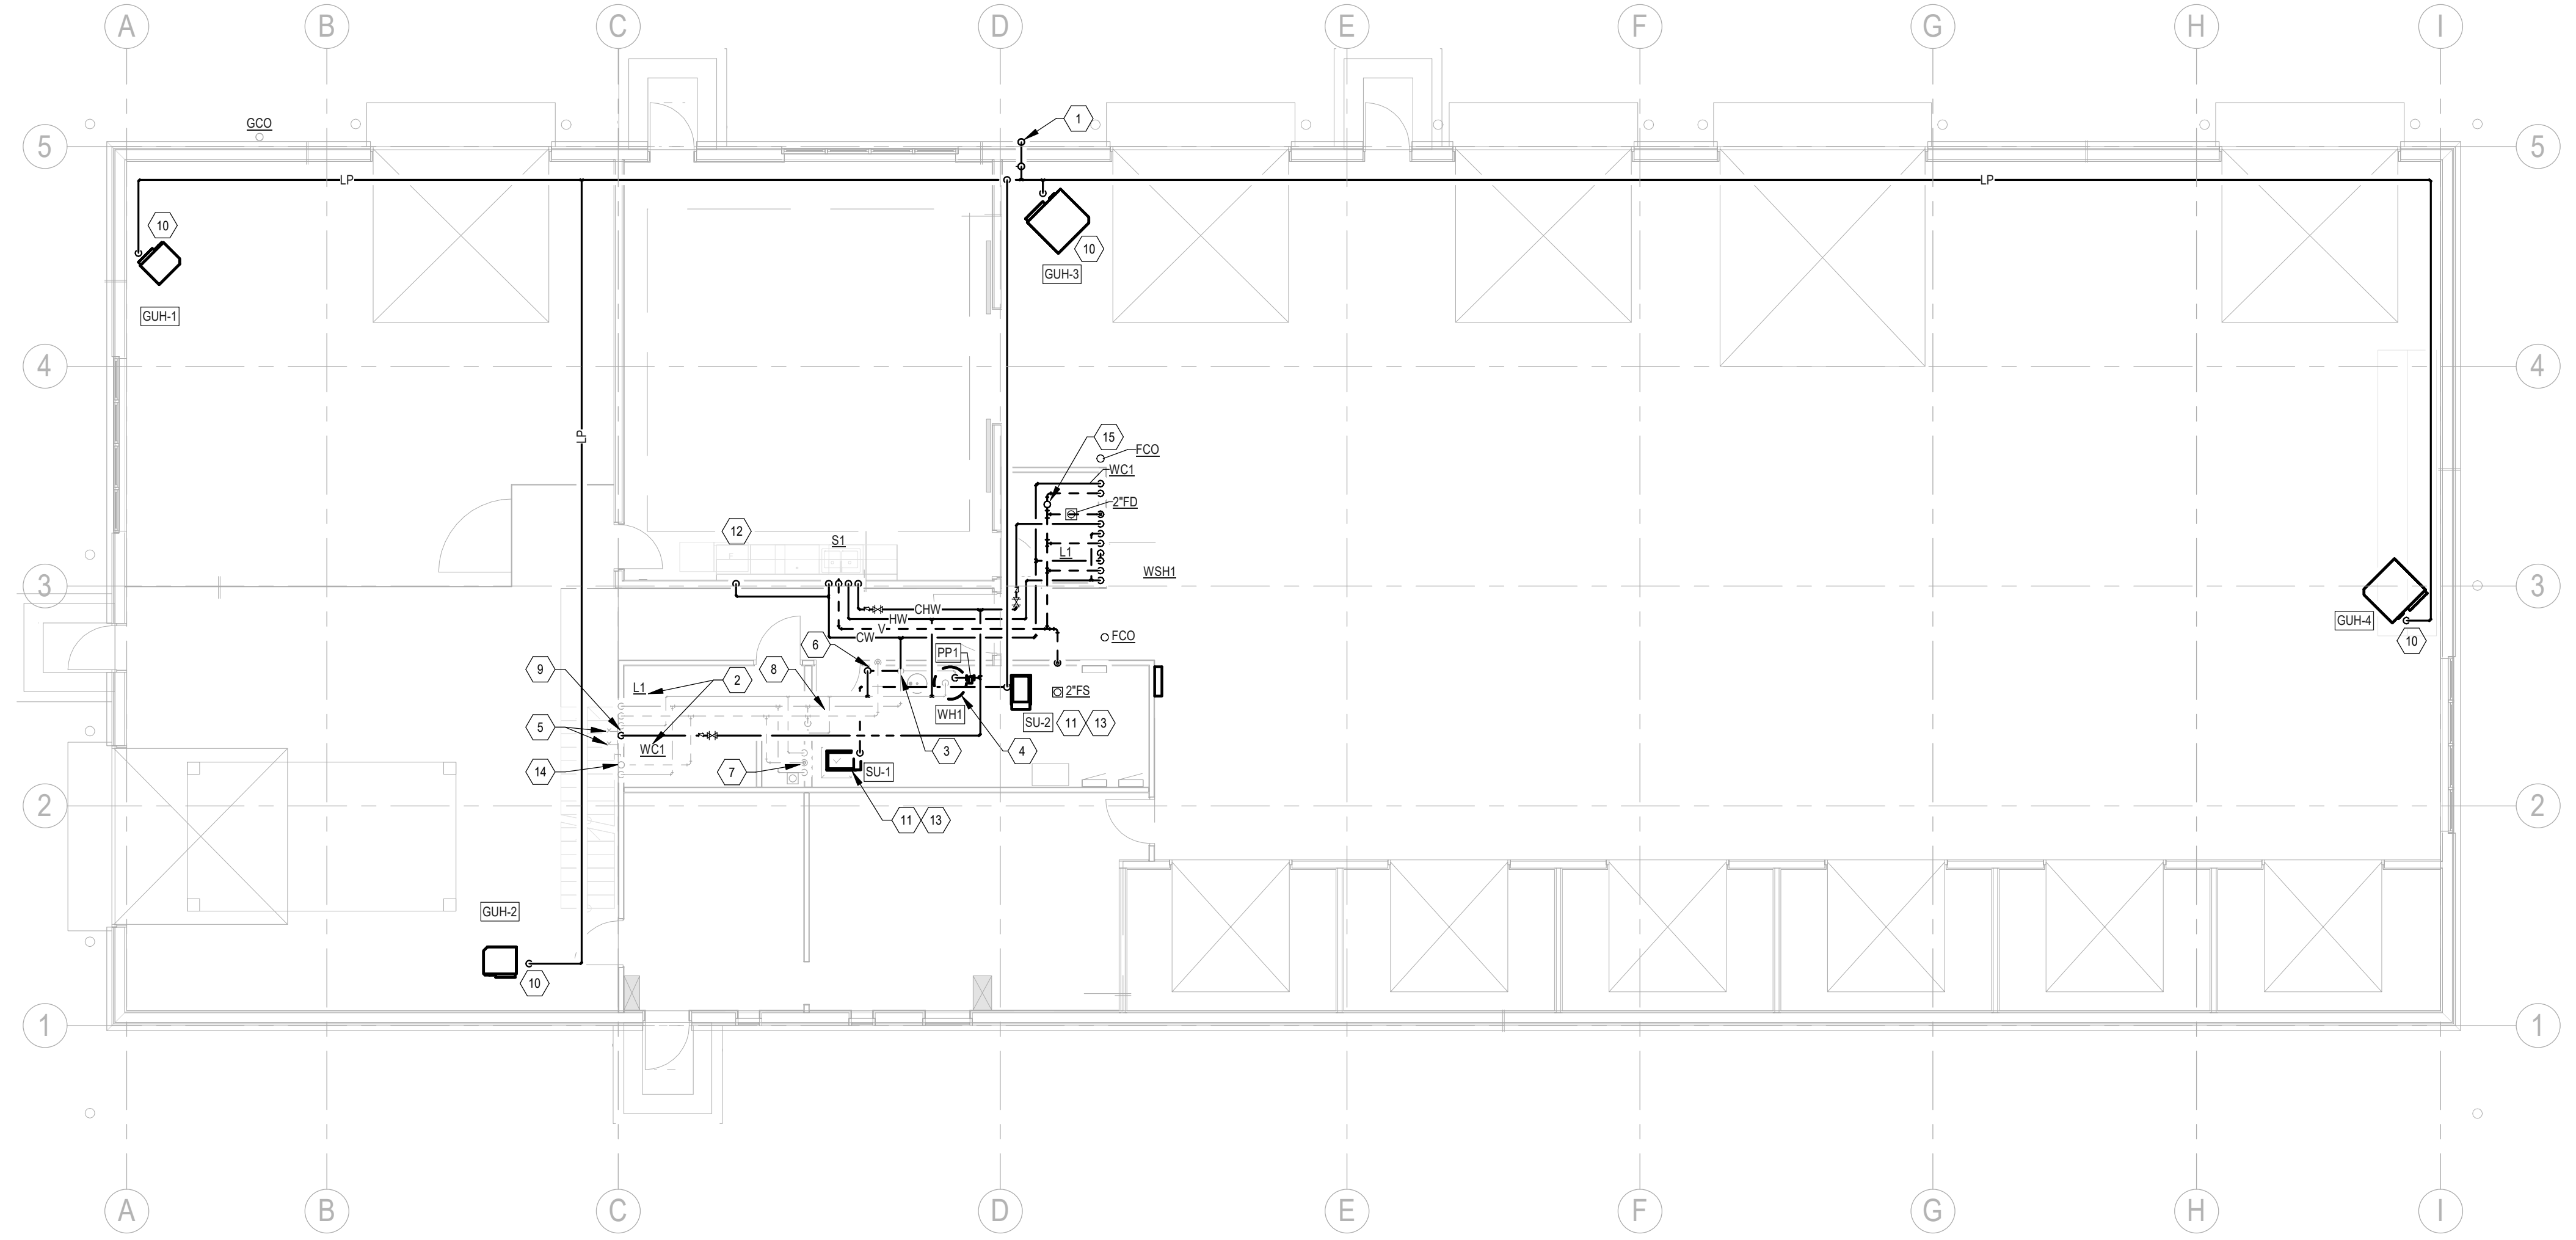 A B C D E F G H I
1
GCO
5 5
LP LP
10
10
GUH-3
GUH-1
4 4
LP
15
FCO
WC1
2"FD
12
S1
L1
WSH1
3 3
CHW
HW
GUH-4
V
CW
FCO
6
10
PP1
9 8
2
L1
2"FS
WH1
SU-2 11 13
5
WC1
3 4
14 7
SU-1
2 2
11 13
GUH-2
10
1 1
A B C D E F G H I